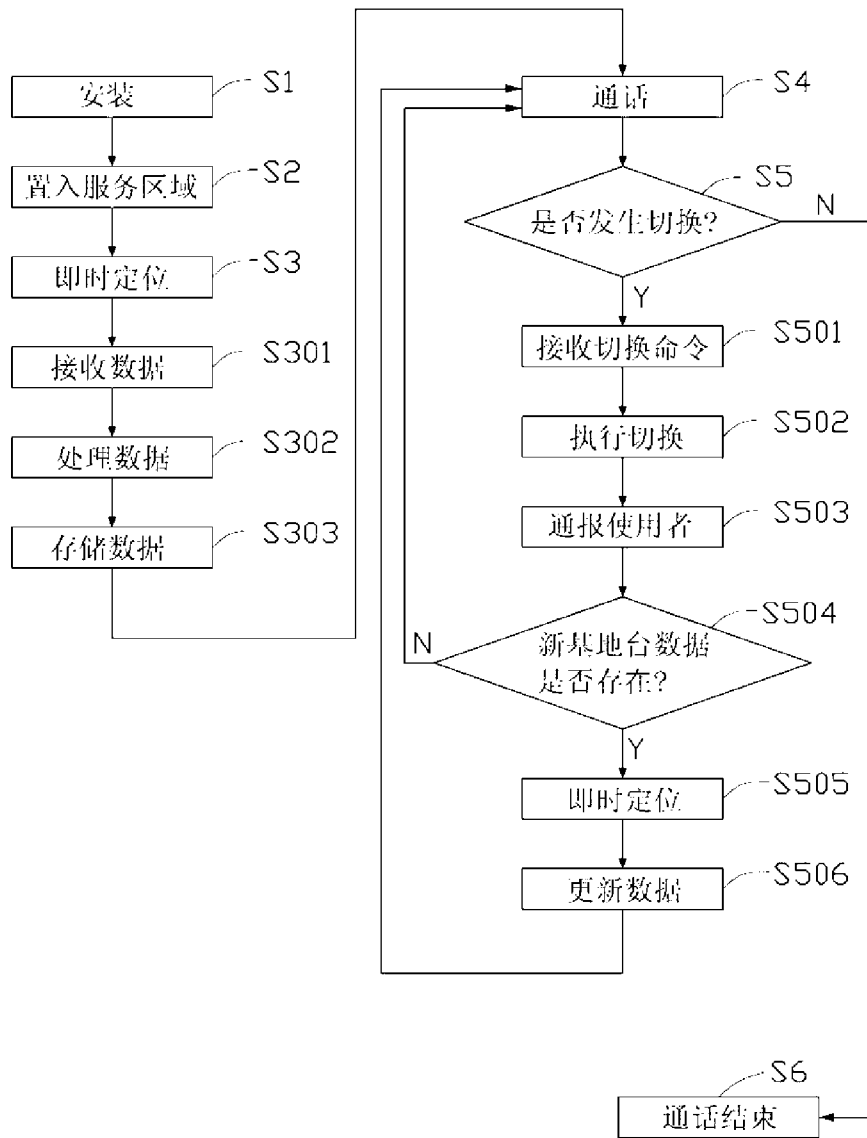 安装
S1
置入服务区域
S2
即时定位
S3
接收数据
S301
处理数据
S302
存储数据
S303
通话
S4
是否发生切换?
S5
N
Y
接收切换命令
S501
执行切换
S502
通报使用者
S503
新基地台数据
是否存在?
S504
N
Y
即时定位
S505
更新数据
S506
通话结束
S6